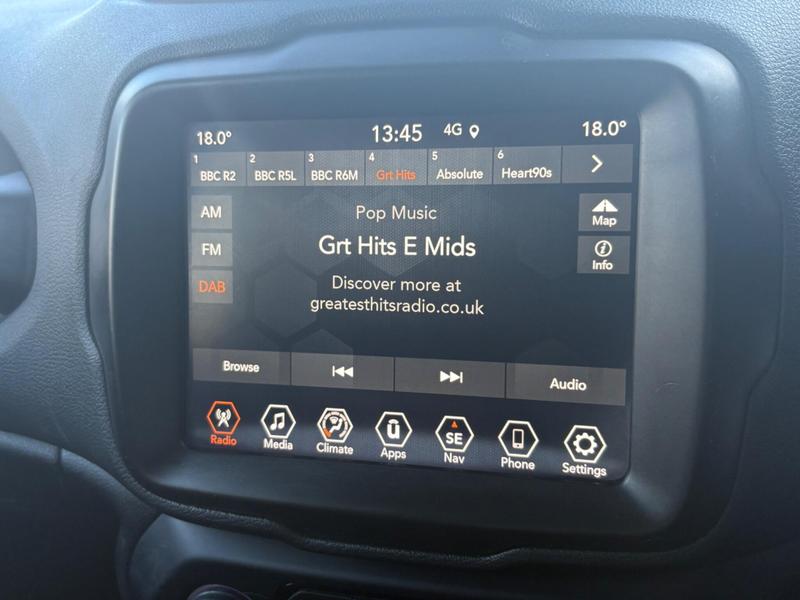 18.0° 13:45 4G 18.0°
1 BBC R2 2 BBC R5L 3 BBC R6M 4 Grt Hits 5 Absolute 6 Heart90s
AM Pop Music Map
FM Grt Hits E Mids Info
DAB Discover more at
greatesthitsradio.co.uk
Browse Audio
Radio Media Climate Apps Nav Phone Settings
ū SE